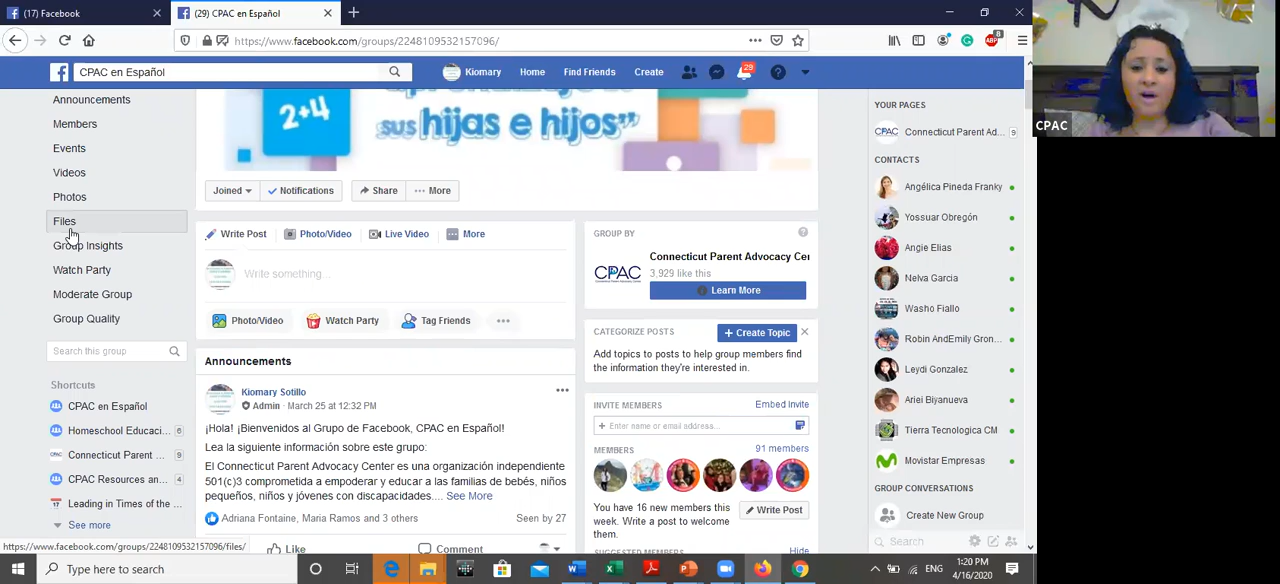 (17) Facebook
(29) CPAC en Español
https://www.facebook.com/groups/2248109532157096/
8
CPAC en Español
Kiomary
Home
Find Friends
Create
29
Announcements
Members
Events
Videos
Photos
Files
Group Insights
Watch Party
Moderate Group
Group Quality
Search this group
Shortcuts
CPAC en Español
Homeschool Educaci... 6
Connecticut Parent ... 9
CPAC Resources an... 4
Leading in Times of the ...
See more
https://www.facebook.com/groups/2248109532157096/files/
2+4
sus hijas e hijos”
Joined
Notifications
Share
More
Write Post
Photo/Video
Live Video
More
Write something...
Photo/Video
Watch Party
Tag Friends
Announcements
Kiomary Sotillo
Admin · March 25 at 12:32 PM
¡Hola! ¡Bienvenidos al Grupo de Facebook, CPAC en Español!
Lea la siguiente información sobre este grupo:
El Connecticut Parent Advocacy Center es una organización independiente
501(c)3 comprometida a empoderar y educar a las familias de bebés, niños
pequeños, niños y jóvenes con discapacidades.... See More
Adriana Fontaine, Maria Ramos and 3 others
Seen by 27
Like
Comment
GROUP BY
CPAC
Connecticut Parent Advocacy Cer
3,929 like this
Learn More
CATEGORIZE POSTS
+ Create Topic
Add topics to posts to help group members find
the information they're interested in.
INVITE MEMBERS
Embed Invite
+ Enter name or email address...
MEMBERS
91 members
You have 16 new members this
week. Write a post to welcome
them.
Write Post
SUGGESTED MEMBERS
Hide
YOUR PAGES
CPAC Connecticut Parent Ad... 9
CONTACTS
Angélica Pineda Franky
Yossuar Obregón
Angie Elias
Nelva Garcia
Washo Fiallo
Robin AndEmily Gron...
Leydi Gonzalez
Ariei Biyanueva
Tierra Tecnologica CM
Movistar Empresas
GROUP CONVERSATIONS
Create New Group
Search
CPAC
Type here to search
ENG
1:20 PM
4/16/2020